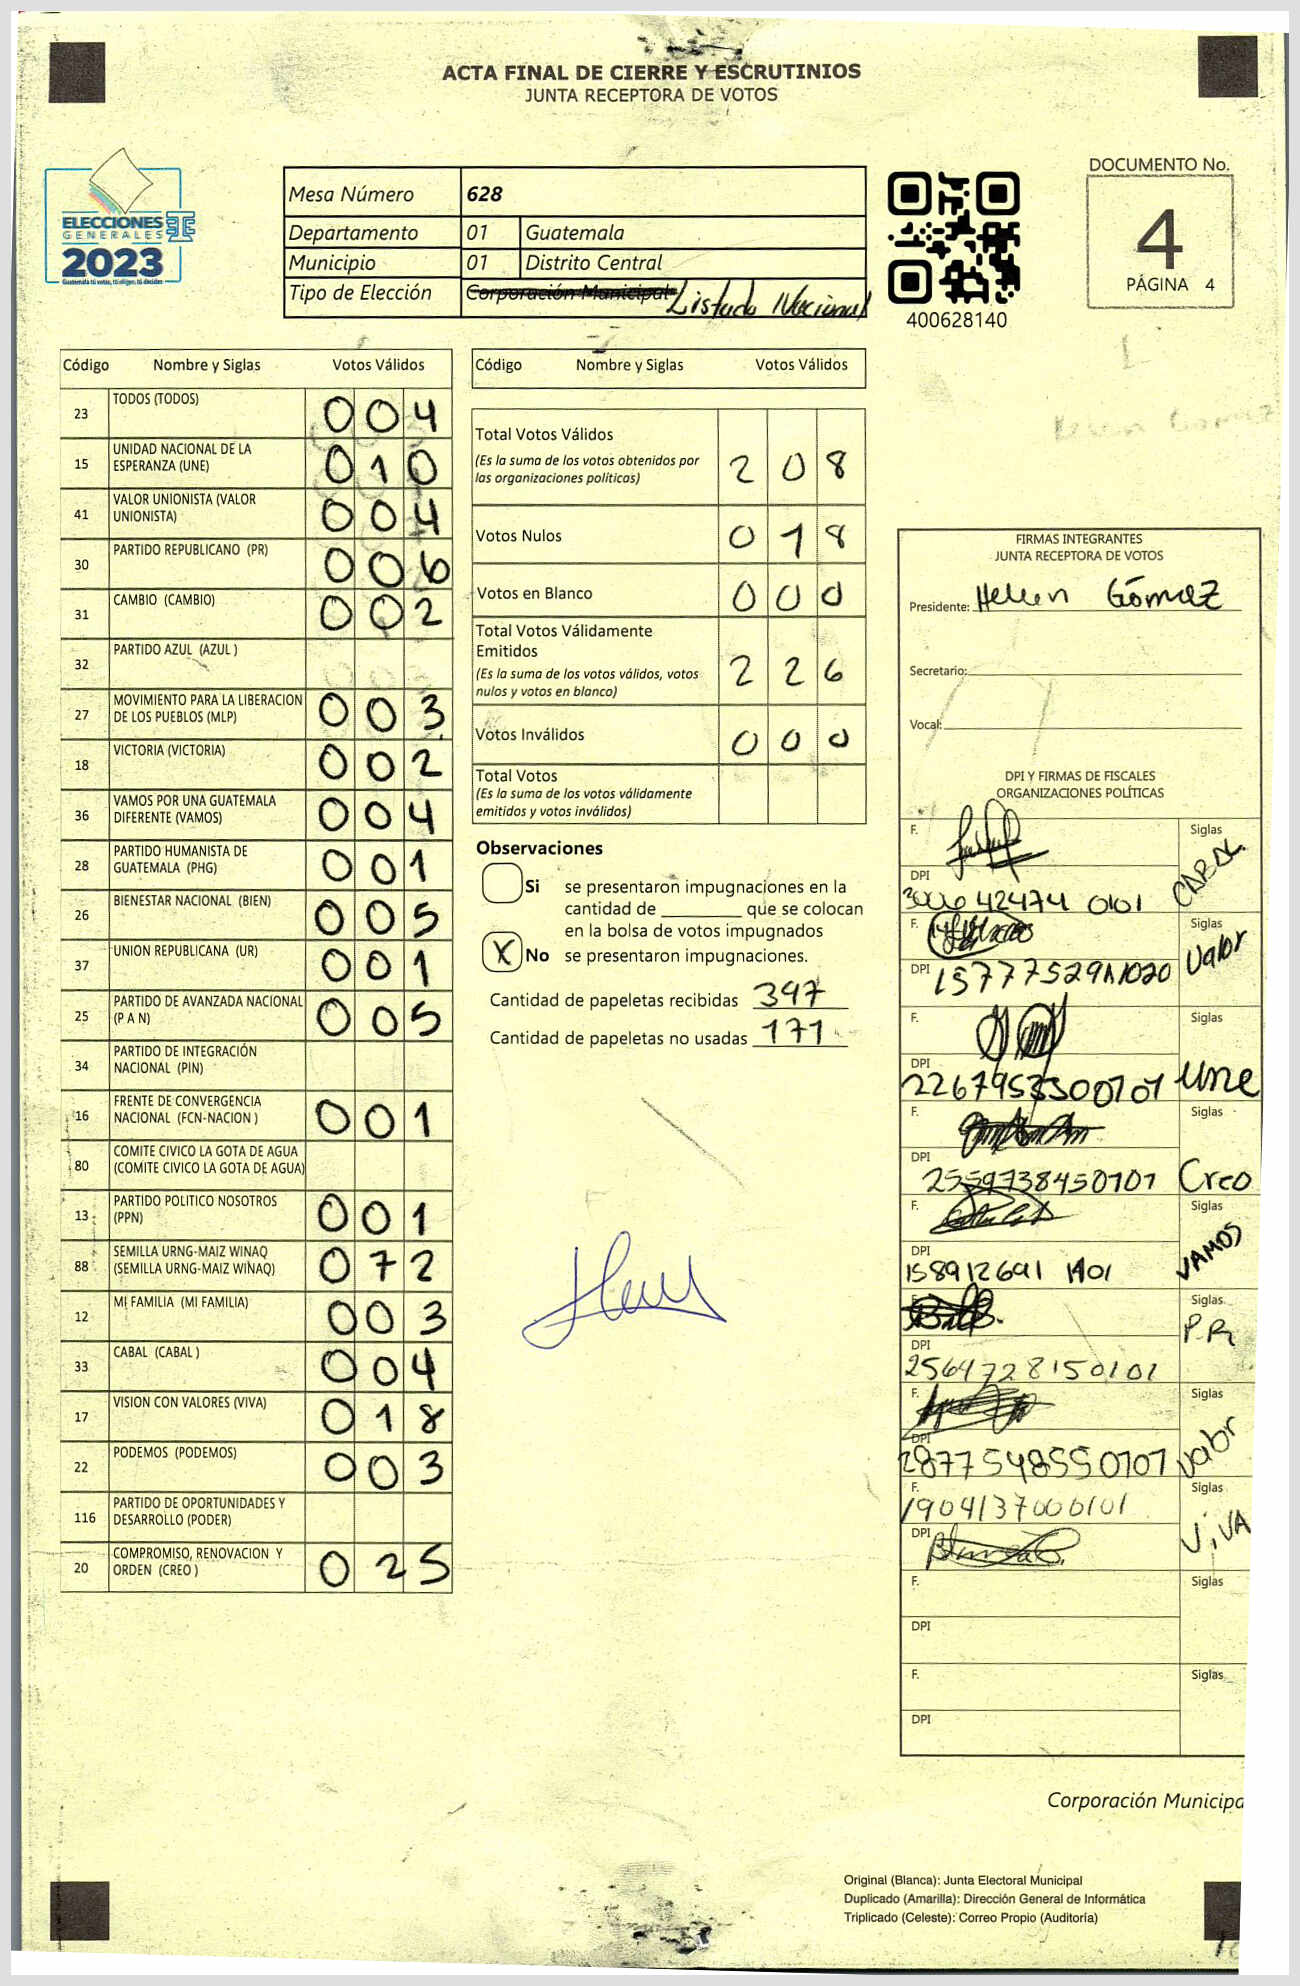 ACTA FINAL DE CIERRE Y ESCRUTINIOS
JUNTA RECEPTORA DE VOTOS
ELECCIONES
GENERALES
2023
Guatemala tú votas, tú eliges, tú decides
Mesa Número 628
Departamento 01 Guatemala
Municipio 01 Distrito Central
Tipo de Elección Corporación Municipal Listado Nacional
400628140
DOCUMENTO No.
4
PÁGINA 4
Código Nombre y Siglas Votos Válidos
23 TODOS (TODOS) 0 0 4
15 UNIDAD NACIONAL DE LA ESPERANZA (UNE) 0 1 0
41 VALOR UNIONISTA (VALOR UNIONISTA) 0 0 4
30 PARTIDO REPUBLICANO (PR) 0 0 6
31 CAMBIO (CAMBIO) 0 0 2
32 PARTIDO AZUL (AZUL )
27 MOVIMIENTO PARA LA LIBERACION DE LOS PUEBLOS (MLP) 0 0 3
18 VICTORIA (VICTORIA) 0 0 2
36 VAMOS POR UNA GUATEMALA DIFERENTE (VAMOS) 0 0 4
28 PARTIDO HUMANISTA DE GUATEMALA (PHG) 0 0 1
26 BIENESTAR NACIONAL (BIEN) 0 0 5
37 UNION REPUBLICANA (UR) 0 0 1
25 PARTIDO DE AVANZADA NACIONAL (P A N) 0 0 5
34 PARTIDO DE INTEGRACIÓN NACIONAL (PIN)
16 FRENTE DE CONVERGENCIA NACIONAL (FCN-NACION ) 0 0 1
80 COMITE CIVICO LA GOTA DE AGUA (COMITE CIVICO LA GOTA DE AGUA)
13 PARTIDO POLITICO NOSOTROS (PPN) 0 0 1
88 SEMILLA URNG-MAIZ WINAQ (SEMILLA URNG-MAIZ WINAQ) 0 7 2
12 MI FAMILIA (MI FAMILIA) 0 0 3
33 CABAL (CABAL ) 0 0 4
17 VISION CON VALORES (VIVA) 0 1 8
22 PODEMOS (PODEMOS) 0 0 3
116 PARTIDO DE OPORTUNIDADES Y DESARROLLO (PODER)
20 COMPROMISO, RENOVACION Y ORDEN (CREO ) 0 2 5
Código Nombre y Siglas Votos Válidos
Total Votos Válidos
(Es la suma de los votos obtenidos por
las organizaciones políticas) 2 0 8
Votos Nulos 0 1 8
Votos en Blanco 0 0 0
Total Votos Válidamente
Emitidos
(Es la suma de los votos válidos, votos
nulos y votos en blanco) 2 2 6
Votos Inválidos 0 0 0
Total Votos
(Es la suma de los votos válidamente
emitidos y votos inválidos)
Observaciones
Si se presentaron impugnaciones en la
cantidad de ________ que se colocan
en la bolsa de votos impugnados
X No se presentaron impugnaciones.
Cantidad de papeletas recibidas 397
Cantidad de papeletas no usadas 171
Helen Gomez
FIRMAS INTEGRANTES
JUNTA RECEPTORA DE VOTOS
Presidente: Helen Gómez
Secretario:
Vocal:
DPI Y FIRMAS DE FISCALES
ORGANIZACIONES POLÍTICAS
F. Siglas
DPI 3006 42474 0101 CABAL
F. Siglas
DPI Valor
F. Siglas
DPI une
F. Siglas
DPI 2559738450101 Creo
F. Siglas
DPI 158912691 1401 VAMOS
F. Siglas
DPI 2564728150101 P.R
F. Siglas
DPI 2877548550101 Valor
F. 1904137000101 Siglas
DPI ViVA
F. Siglas
DPI
F. Siglas
DPI
Corporación Municipa
Original (Blanca): Junta Electoral Municipal
Duplicado (Amarilla): Dirección General de Informática
Triplicado (Celeste): Correo Propio (Auditoría)